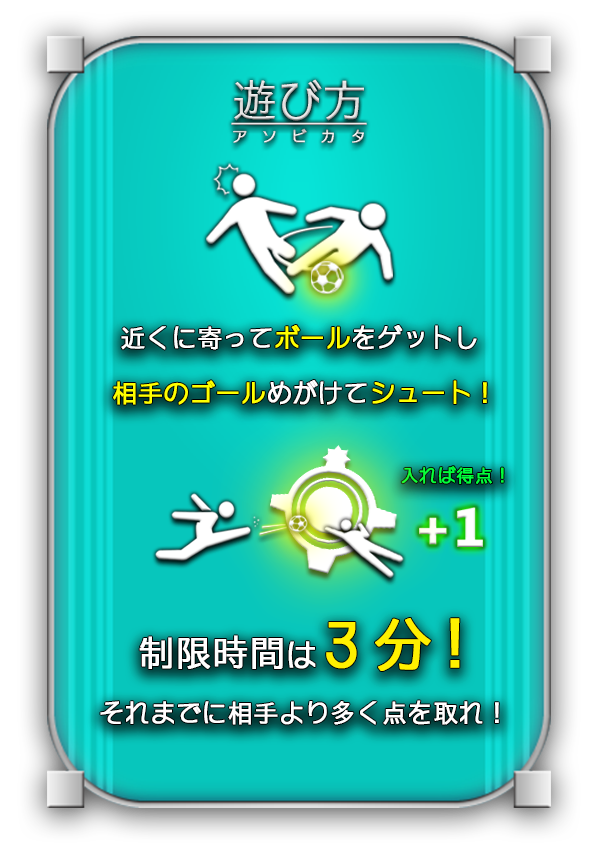 遊び方
アソビカタ
近くに寄ってボールをゲットし
相手のゴールめがけてシュート！
入れば得点！
+1
制限時間は３分！
それまでに相手より多く点を取れ！